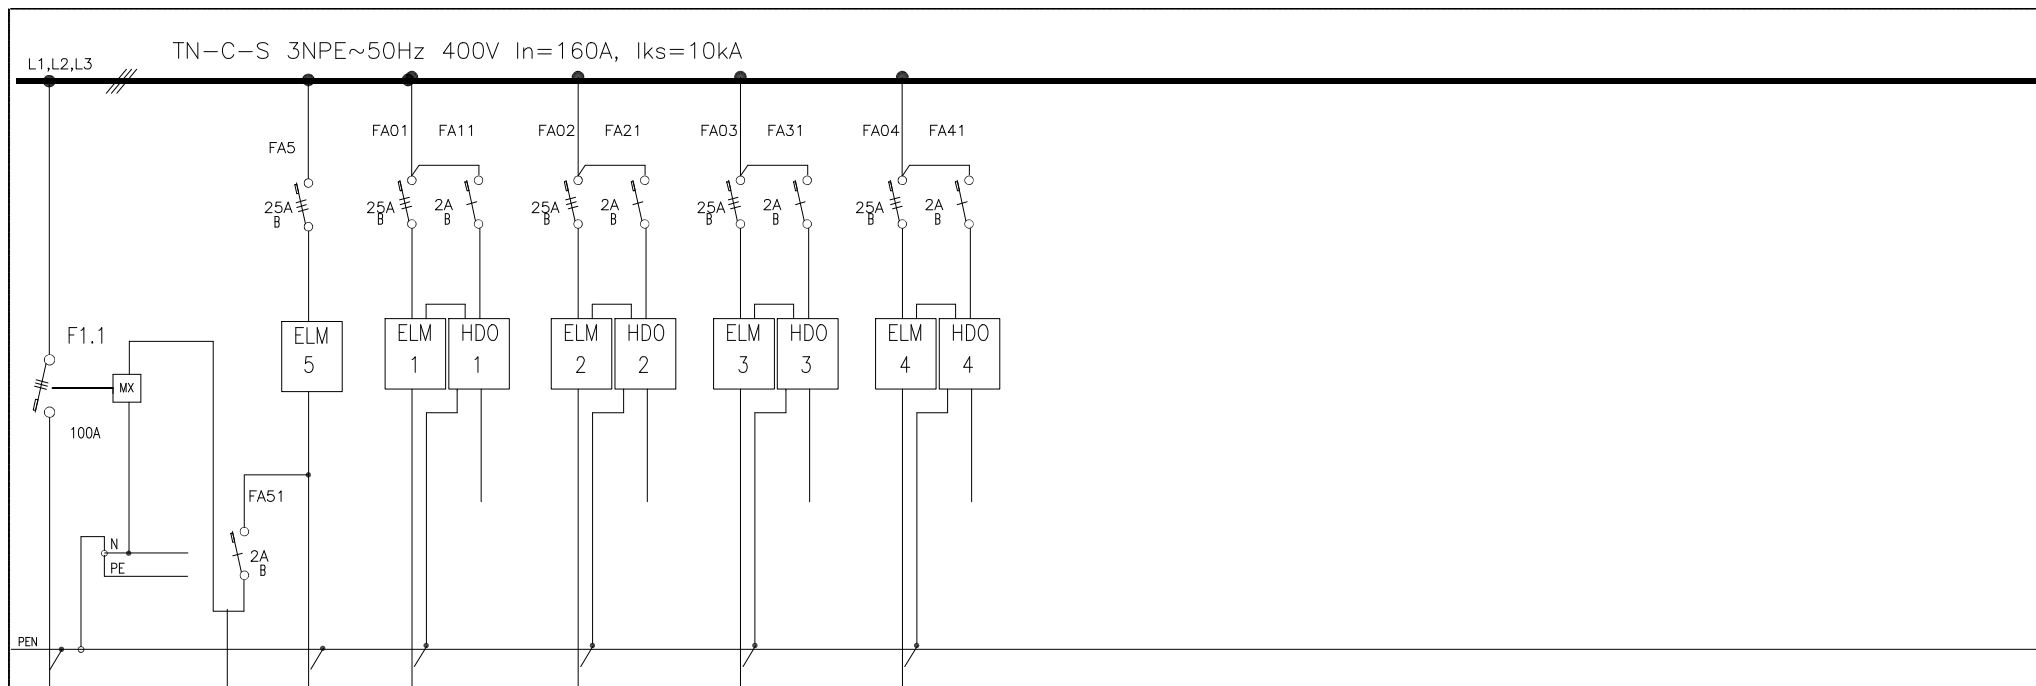 TN-C-S 3NPE~50Hz 400V In=160A, Iks=10kA
L1,L2,L3
FA01 FA11 FA02 FA21 FA03 FA31 FA04 FA41
FA5
25A B 25A B 2A B 25A B 2A B 25A B 2A B 25A B 2A B
F1.1
ELM 5
ELM 1
HDO 1
ELM 2
HDO 2
ELM 3
HDO 3
ELM 4
HDO 4
MX
100A
FA51
N
PE
2A
B
PEN